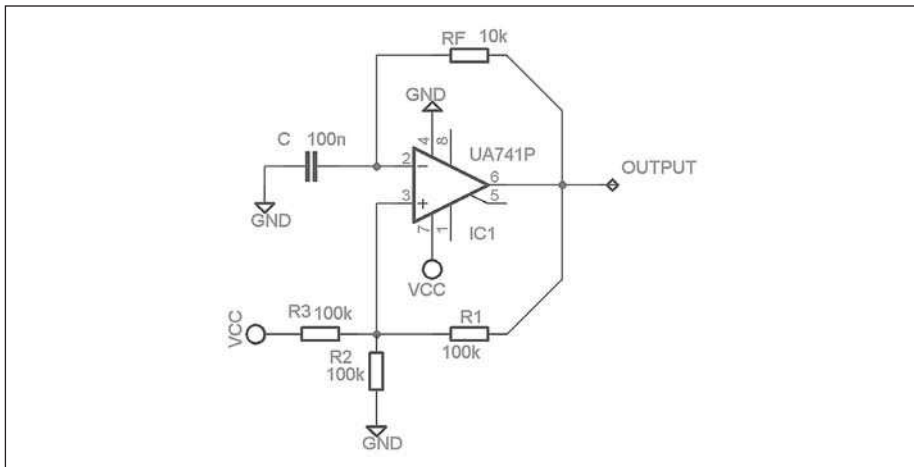 RF 10k
GND
C 100n
4
8
UA741P
2
6
OUTPUT
3
5
GND
7
1
IC1
VCC
VCC
R3 100k
R1
100k
R2
100k
GND